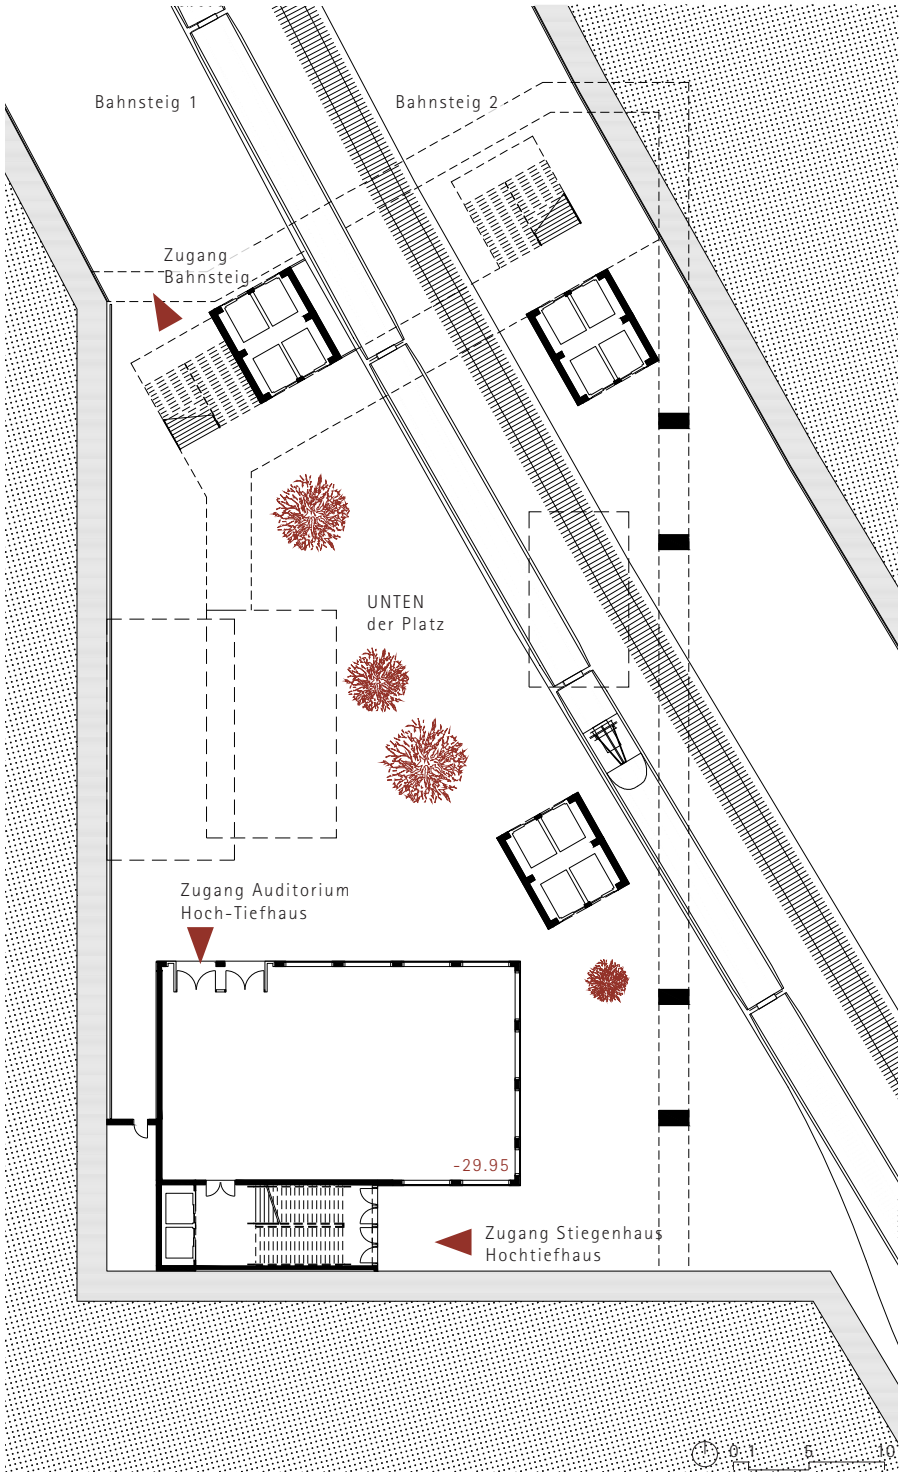 Bahnsteig 1
Bahnsteig 2
Zugang
Bahnsteig
UNTEN
der Platz
Zugang Auditorium
Hoch-Tiefhaus
-29.95
Zugang Stiegenhaus
Hochtiefhaus
0 1 5 10